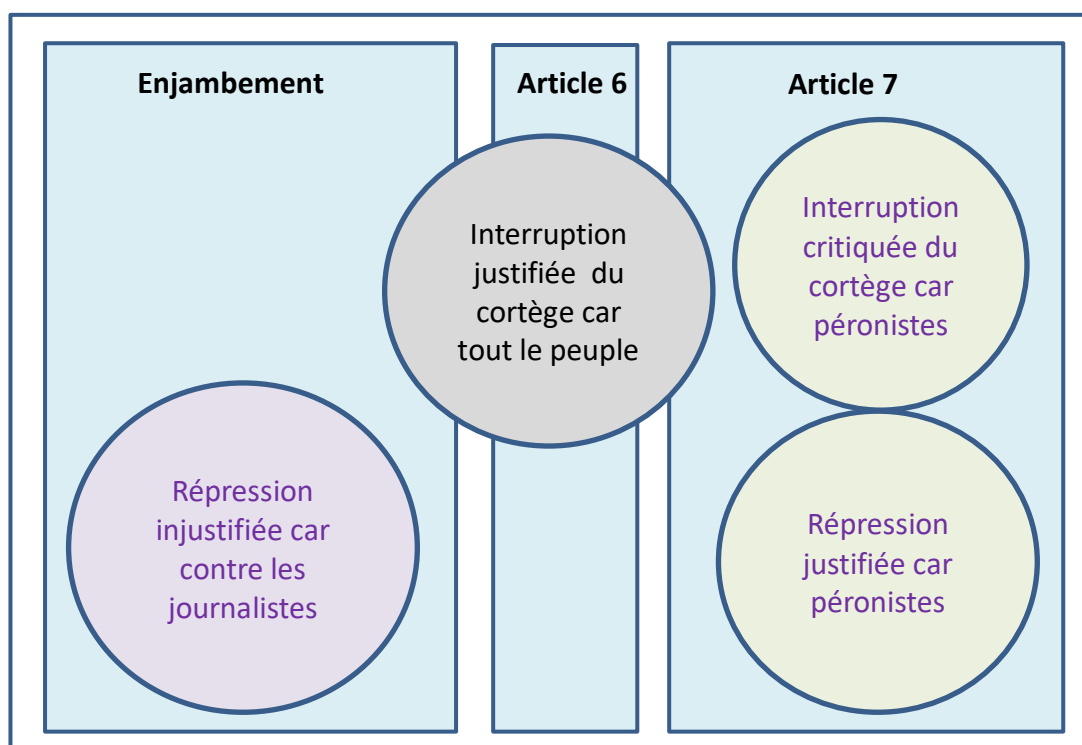 Enjambement
Article 6
Article 7
Interruption
justifiée du
cortège car
tout le peuple
Interruption
critiquée du
cortège car
péronistes
Répression
injustifiée car
contre les
journalistes
Répression
justifiée car
péronistes